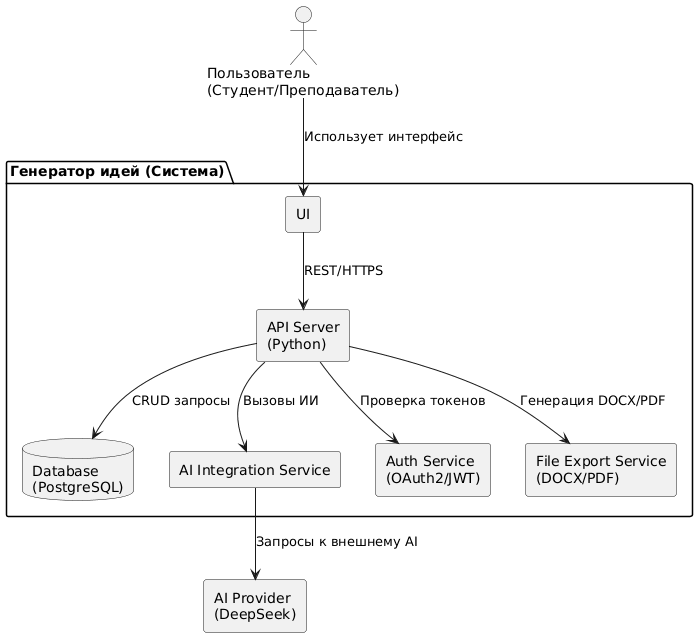 Пользователь
(Студент/Преподаватель)
Использует интерфейс
Генератор идей (Система)
UI
REST/HTTPS
API Server
(Python)
CRUD запросы
Вызовы ИИ
Проверка токенов
Генерация DOCX/PDF
Database
(PostgreSQL)
AI Integration Service
Auth Service
(OAuth2/JWT)
File Export Service
(DOCX/PDF)
Запросы к внешнему AI
AI Provider
(DeepSeek)